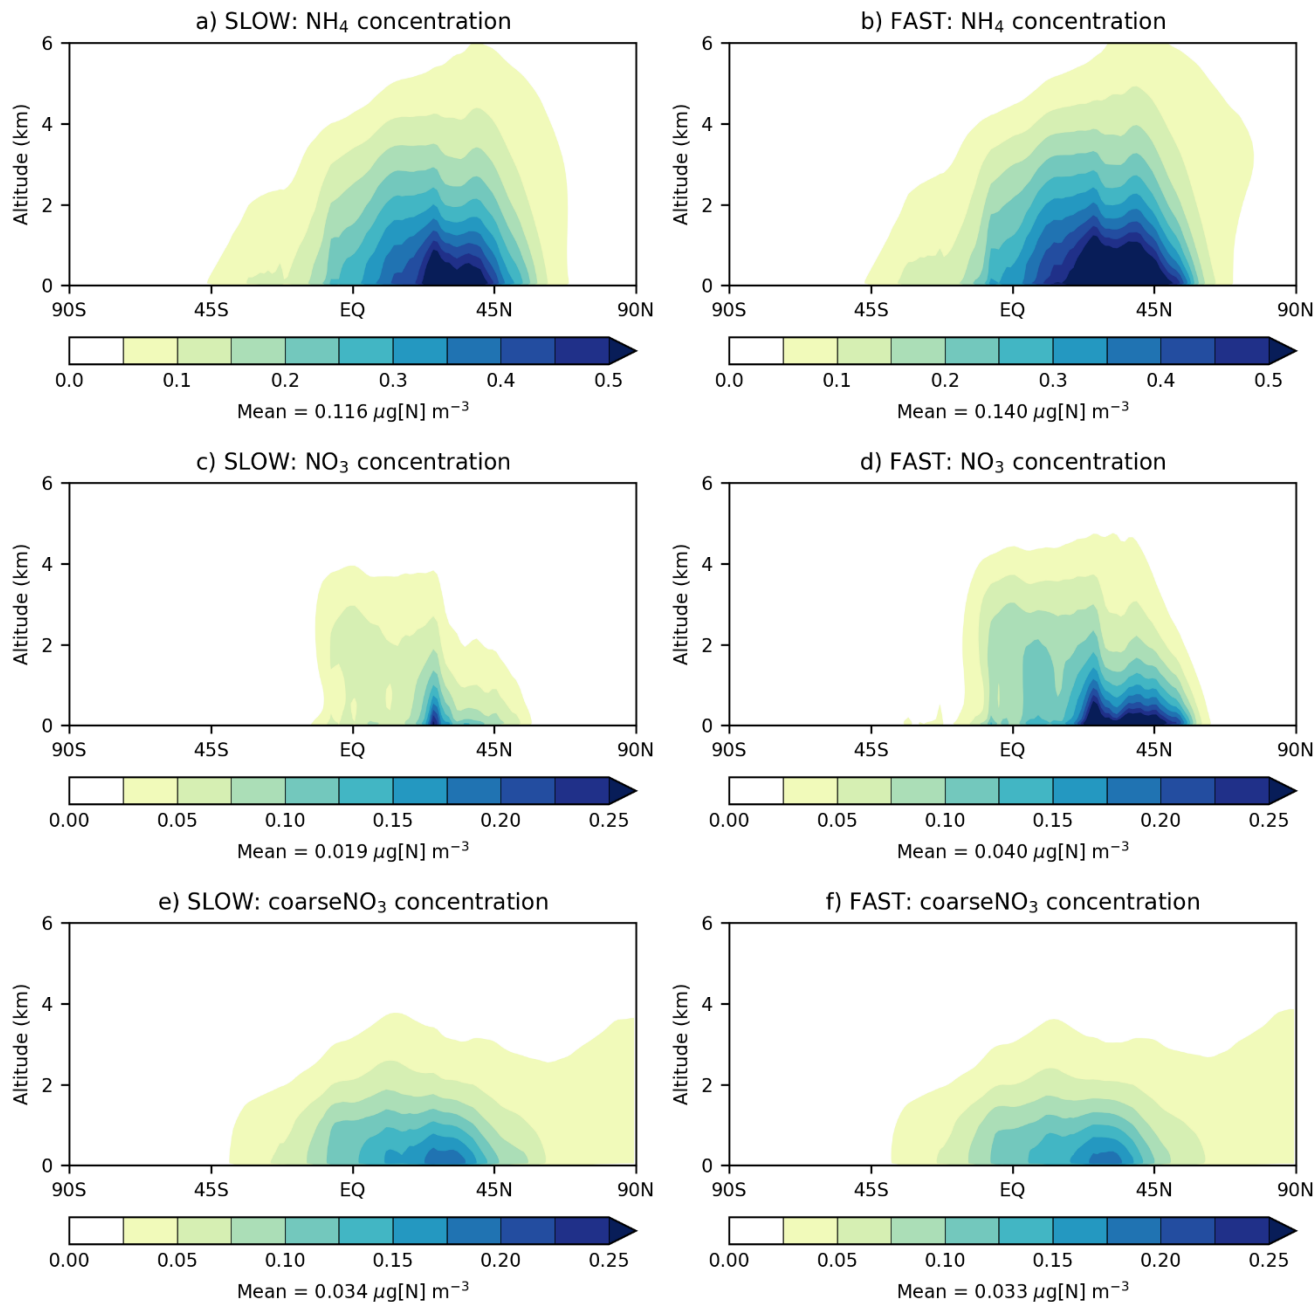 a) SLOW: NH₄ concentration
b) FAST: NH₄ concentration
Altitude (km)
6
4
2
0
90S 45S EQ 45N 90N
0.0 0.1 0.2 0.3 0.4 0.5
Mean = 0.116 μg[N] m⁻³
Altitude (km)
6
4
2
0
90S 45S EQ 45N 90N
0.0 0.1 0.2 0.3 0.4 0.5
Mean = 0.140 μg[N] m⁻³
c) SLOW: NO₃ concentration
d) FAST: NO₃ concentration
Altitude (km)
6
4
2
0
90S 45S EQ 45N 90N
0.00 0.05 0.10 0.15 0.20 0.25
Mean = 0.019 μg[N] m⁻³
Altitude (km)
6
4
2
0
90S 45S EQ 45N 90N
0.00 0.05 0.10 0.15 0.20 0.25
Mean = 0.040 μg[N] m⁻³
e) SLOW: coarseNO₃ concentration
f) FAST: coarseNO₃ concentration
Altitude (km)
6
4
2
0
90S 45S EQ 45N 90N
0.00 0.05 0.10 0.15 0.20 0.25
Mean = 0.034 μg[N] m⁻³
Altitude (km)
6
4
2
0
90S 45S EQ 45N 90N
0.00 0.05 0.10 0.15 0.20 0.25
Mean = 0.033 μg[N] m⁻³